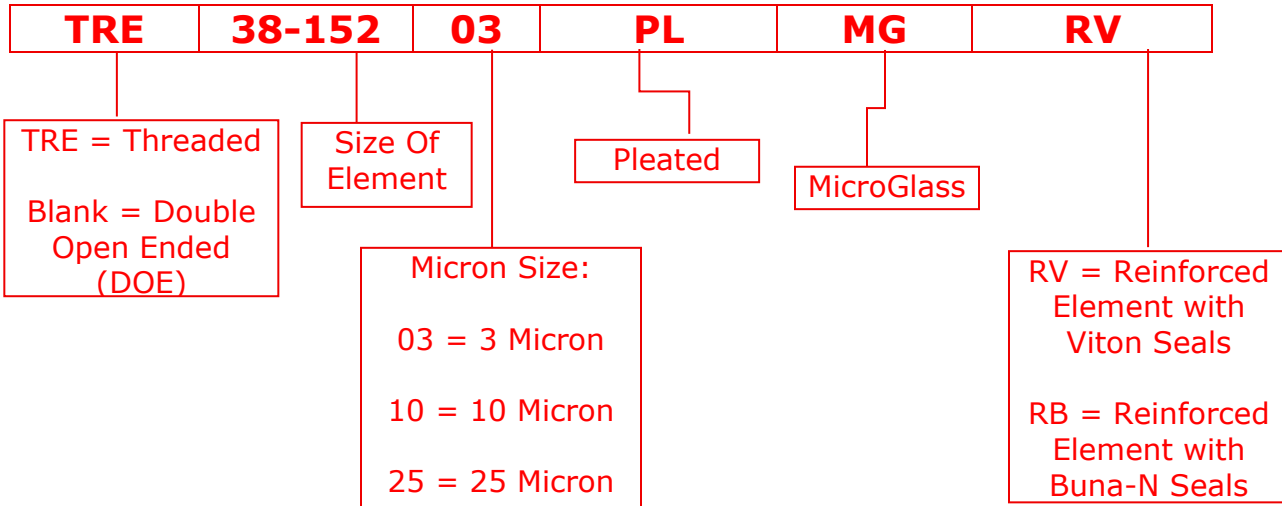 TRE 38-152 03 PL MG RV
TRE = Threaded
Blank = Double
Open Ended
(DOE)
Size Of
Element
Micron Size:
03 = 3 Micron
10 = 10 Micron
25 = 25 Micron
Pleated
MicroGlass
RV = Reinforced
Element with
Viton Seals
RB = Reinforced
Element with
Buna-N Seals